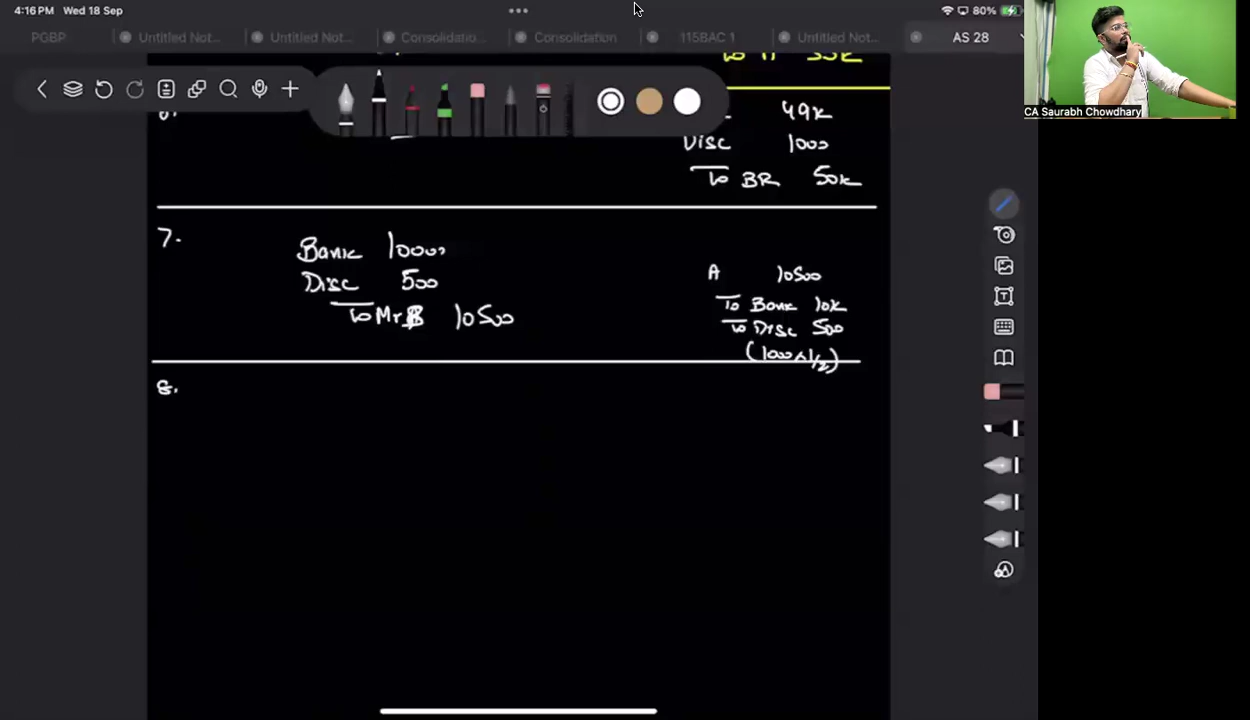 4:16 PM Wed 18 Sep
80%
PGBP
Untitled Not...
Untitled Not...
Consolidatio...
Consolidation
115BAC 1
Untitled Not...
AS 28
CA Saurabh Chowdhary
49k
Disc 1000
To BR 50k
7.
Bank 10000
Disc 500
To Mr B 10500
A 10500
To Bank 10k
To Disc 500
(1000 x 1/2)
8.